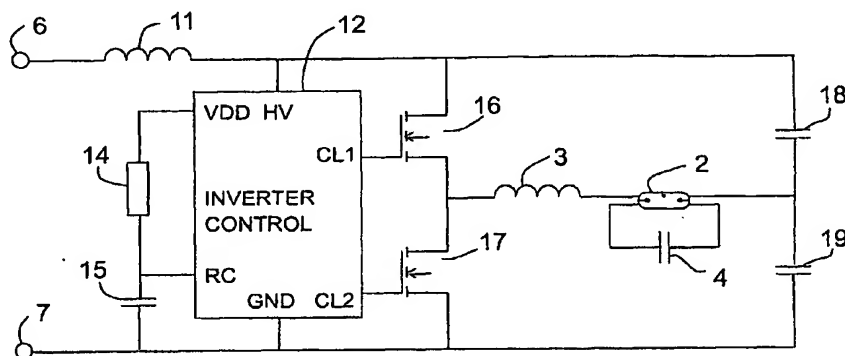 6
11
12
VDD HV
16
18
CL1
14
3
2
INVERTER
CONTROL
17
15
RC
4
19
GND CL2
7